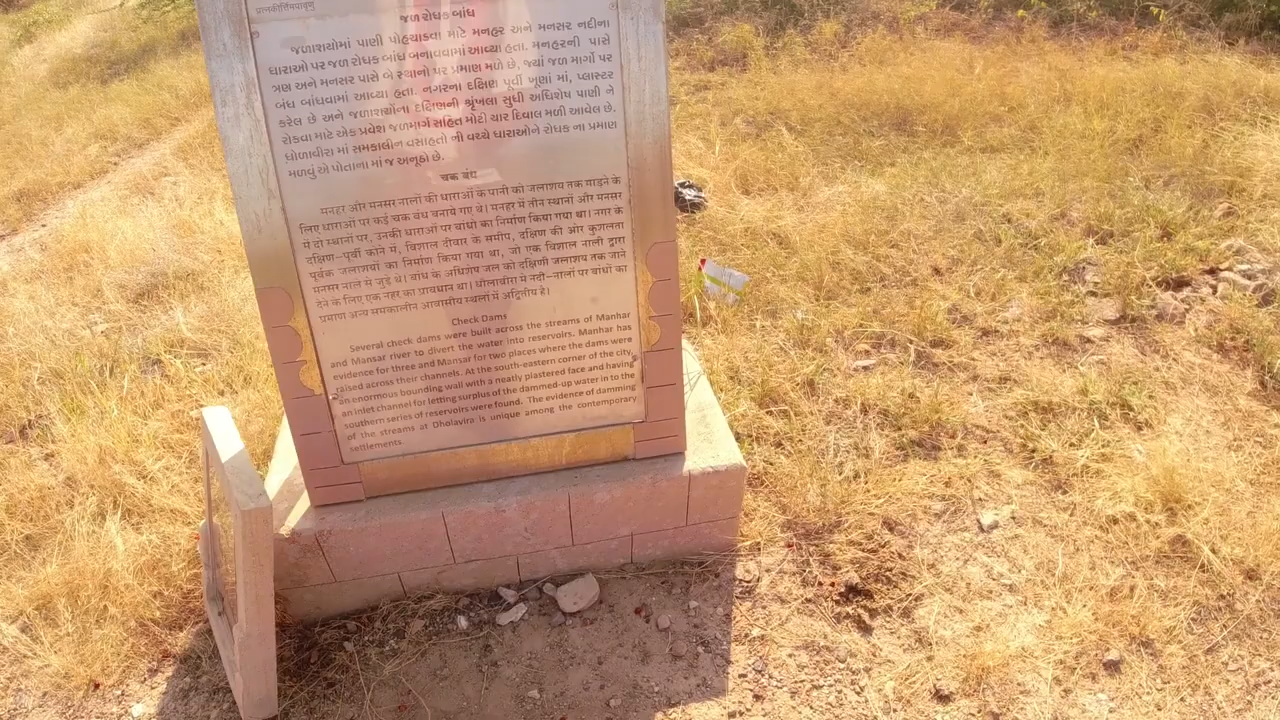 प्रत्नकीर्त्तिमपावृणु
જળ રોધક બાંધ
જળાશયોમાં પાણી પોહચાડવા માટે મનહર અને મનસર નદીના
ધારાઓ પર જળ રોધક બાંધ બનાવવામાં આવ્યા હતા. મનહરની પાસે
ત્રણ અને મનસર પાસે બે સ્થાનો પર પ્રમાણ મળે છે, જ્યાં જળ માર્ગો પર
બંધ બાંધવામાં આવ્યા હતા. નગરના દક્ષિણ પૂર્વી ખૂણાં માં, પ્લાસ્ટર
કરેલ છે અને જળાશયોના દક્ષિણની શ્રૃંખલા સુધી અધિશેષ પાણી ને
રોકવા માટે એક પ્રવેશ જળમાર્ગ સહિત મોટી ચાર દિવાલ મળી આવેલ છે.
ધોળાવીરા માં સમકાલીન વસાહતો ની વચ્ચે ધારાઓને રોધક ના પ્રમાણ
મળવું એ પોતાના માં જ અનૂઠો છે.
चक बंध
मनहर और मनसर नालों की धाराओं के पानी को जलाशय तक मोड़ने के
लिए धाराओं पर कई चक बंध बनाये गए थे। मनहर में तीन स्थानों और मनसर
में दो स्थानों पर, उनकी धाराओं पर बांधों का निर्माण किया गया था। नगर के
दक्षिण–पूर्वी कोने में, विशाल दीवार के समीप, दक्षिण की ओर कुशलता
पूर्वक जलाशयों का निर्माण किया गया था, जो एक विशाल नाली द्वारा
मनसर नाले से जुड़े थे। बांध के अधिशेष जल को दक्षिणी जलाशय तक जाने
देने के लिए एक नहर का प्रावधान था। धोलावीरा में नदी–नालों पर बांधों का
प्रमाण अन्य समकालीन आवासीय स्थलों में अद्वितीय है।
Check Dams
Several check dams were built across the streams of Manhar
and Mansar river to divert the water into reservoirs. Manhar has
evidence for three and Mansar for two places where the dams were
raised across their channels. At the south-eastern corner of the city,
an enormous bounding wall with a neatly plastered face and having
an inlet channel for letting surplus of the dammed-up water in to the
southern series of reservoirs were found. The evidence of damming
of the streams at Dholavira is unique among the contemporary
settlements.